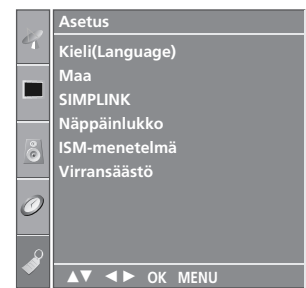 Asetus
Kieli(Language)
Maa
SIMPLINK
Näppäinlukko
ISM-menetelmä
Virransäästö
▲▼ ◄► OK MENU